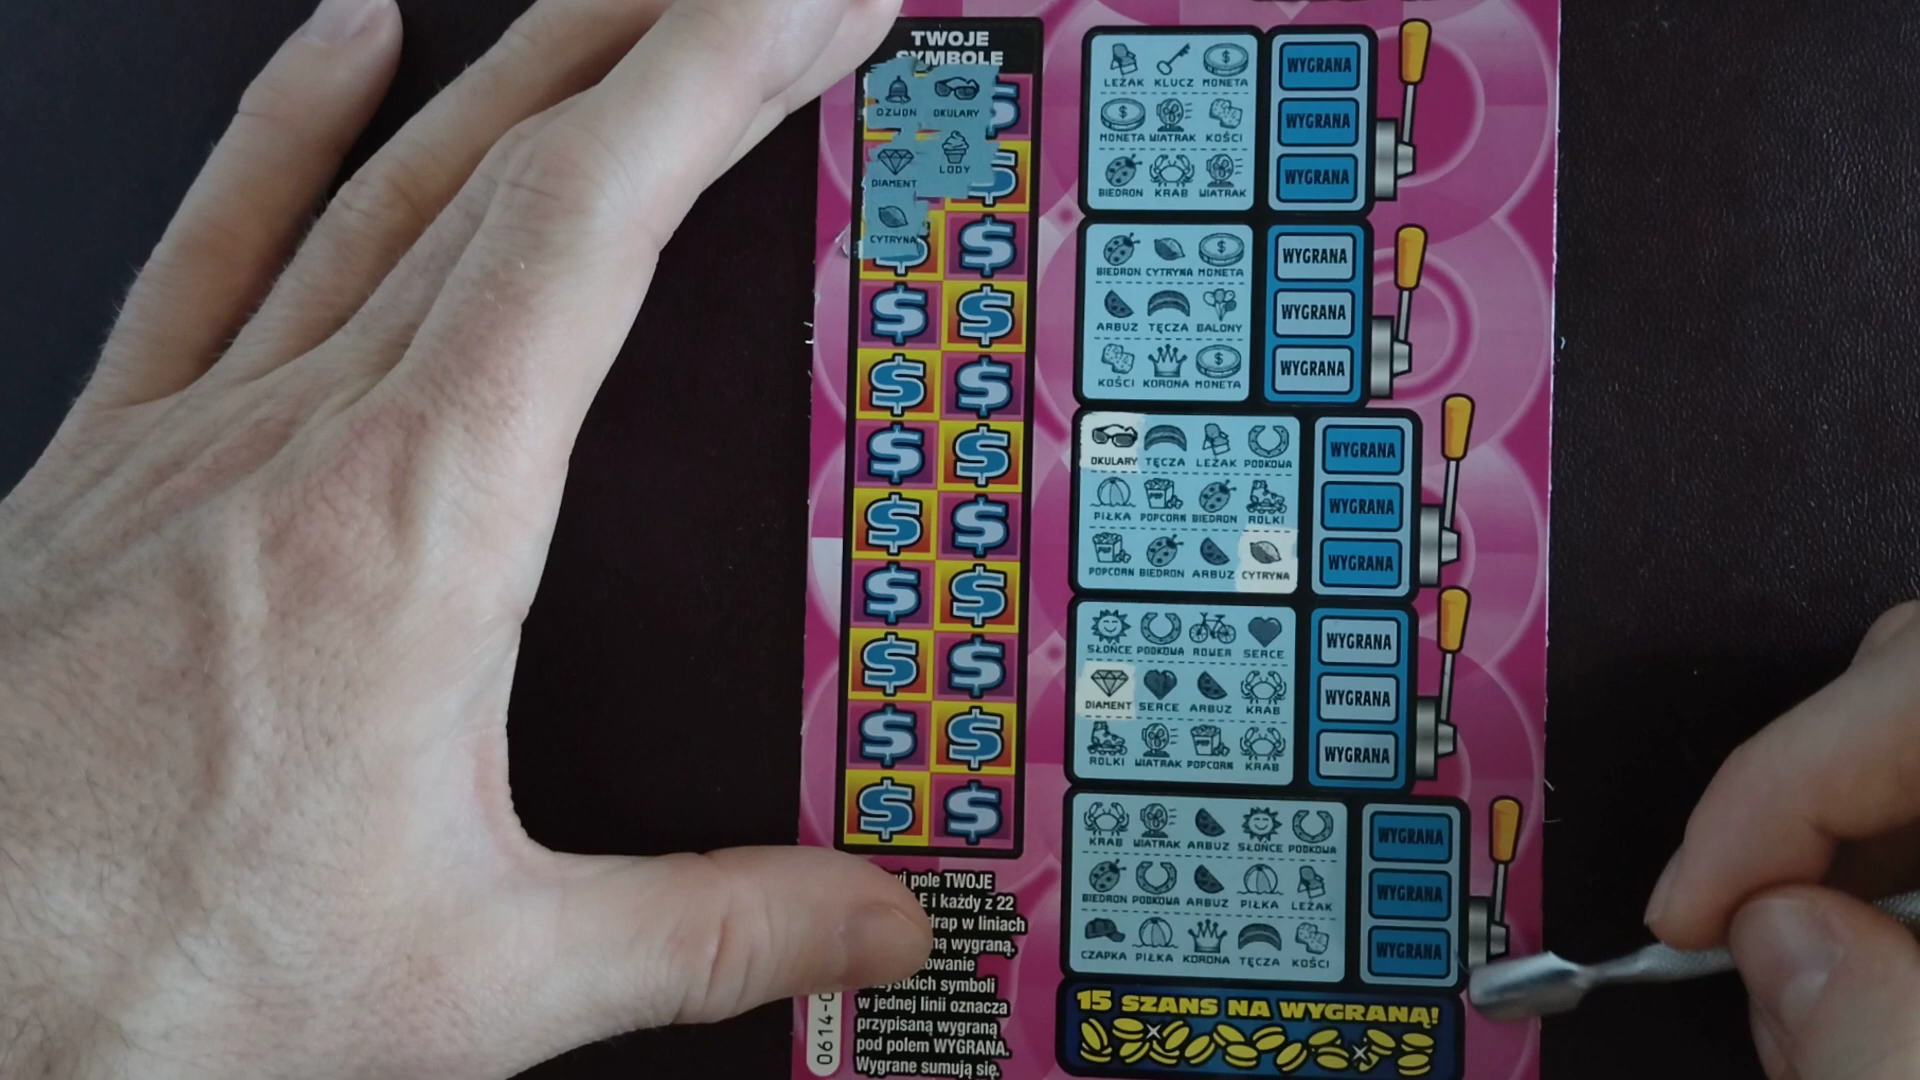 TWOJE
SYMBOLE
DZWON OKULARY
DIAMENT LODY
CYTRYNA
LEŻAK KLUCZ MONETA
MONETA WIATRAK KOŚCI
BIEDRON KRAB WIATRAK
WYGRANA
WYGRANA
WYGRANA
BIEDRON CYTRYNA MONETA
ARBUZ TĘCZA BALONY
KOŚCI KORONA MONETA
WYGRANA
WYGRANA
WYGRANA
OKULARY TĘCZA LEŻAK PODKOWA
PIŁKA POPCORN BIEDRON ROLKI
POPCORN BIEDRON ARBUZ CYTRYNA
WYGRANA
WYGRANA
WYGRANA
SŁOŃCE PODKOWA ROWER SERCE
DIAMENT SERCE ARBUZ KRAB
ROLKI WIATRAK POPCORN KRAB
WYGRANA
WYGRANA
WYGRANA
KRAB WIATRAK ARBUZ SŁOŃCE PODKOWA
BIEDRON PODKOWA ARBUZ PIŁKA LEŻAK
CZAPKA PIŁKA KORONA TĘCZA KOŚCI
WYGRANA
WYGRANA
WYGRANA
15 SZANS NA WYGRANĄ!
pole TWOJE
i każdy z 22
w liniach
wygraną.
symboli
w jednej linii oznacza
przypisaną wygraną
pod polem WYGRANA.
Wygrane sumują się.
0614-0